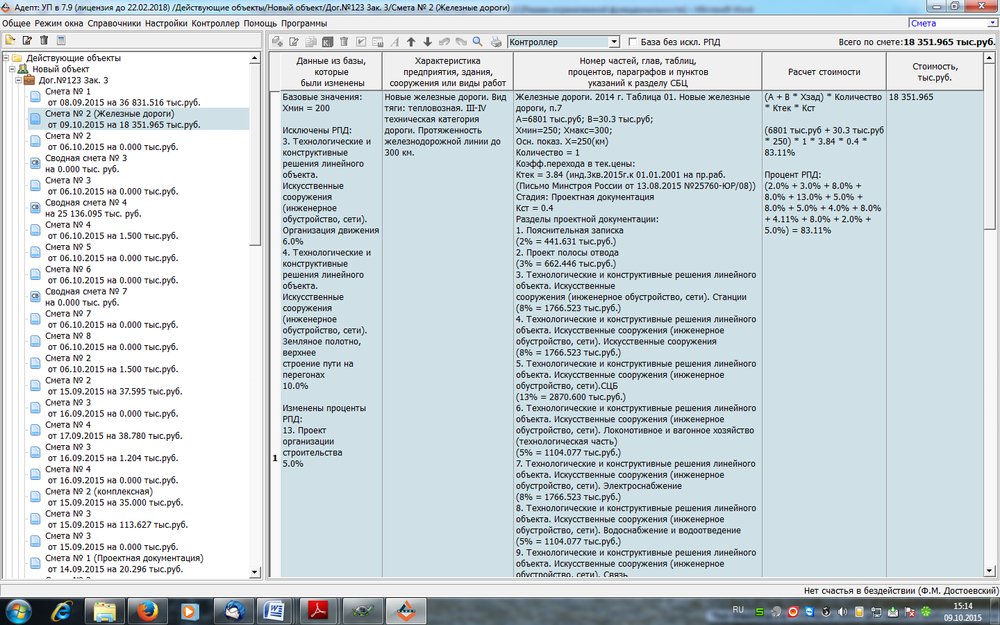 Адепт: УП в 7.9 (лицензия до 22.02.2018) /Действующие объекты/Новый объект/Дог.№123 Зак. 3/Смета № 2 (Железные дороги)
Общее Режим окна Справочники Настройки Контроллер Помощь Программы
Смета
Контроллер
База без искл. РПД
Всего по смете:18 351.965 тыс.руб.
Действующие объекты
Новый объект
Дог.№123 Зак. 3
Смета № 1
от 08.09.2015 на 36 831.516 тыс.руб.
Смета № 2 (Железные дороги)
от 09.10.2015 на 18 351.965 тыс.руб.
Смета № 2
от 06.10.2015 на 0.000 тыс.руб.
Сводная смета № 3
на 0.000 тыс. руб.
Смета № 3
от 06.10.2015 на 0.000 тыс.руб.
Сводная смета № 4
на 25 136.095 тыс. руб.
Смета № 4
от 06.10.2015 на 1.500 тыс.руб.
Смета № 5
от 06.10.2015 на 0.000 тыс.руб.
Смета № 6
от 06.10.2015 на 0.000 тыс.руб.
Сводная смета № 7
на 0.000 тыс. руб.
Смета № 7
от 06.10.2015 на 0.000 тыс.руб.
Смета № 8
от 06.10.2015 на 0.000 тыс.руб.
Смета № 2
от 06.10.2015 на 1.500 тыс.руб.
Смета № 2
от 15.09.2015 на 37.595 тыс.руб.
Смета № 3
от 16.09.2015 на 0.000 тыс.руб.
Смета № 4
от 17.09.2015 на 38.780 тыс.руб.
Смета № 3
от 16.09.2015 на 1.204 тыс.руб.
Смета № 4
от 16.09.2015 на 0.000 тыс.руб.
Смета № 2 (комплексная)
от 15.09.2015 на 35.000 тыс.руб.
Смета № 3
от 15.09.2015 на 113.627 тыс.руб.
Смета № 3
от 15.09.2015 на 0.000 тыс.руб.
Смета № 1 (Проектная документация)
от 14.09.2015 на 20.296 тыс.руб.
Данные из базы,
которые
были изменены
Характеристика
предприятия, здания,
сооружения или виды работ
Номер частей, глав, таблиц,
процентов, параграфов и пунктов
указаний к разделу СБЦ
Расчет стоимости
Стоимость,
тыс.руб.
1
Базовые значения:
Xмин = 200
Исключены РПД:
3. Технологические и
конструктивные
решения линейного
объекта.
Искусственные
сооружения
(инженерное
обустройство, сети).
Организация движения
6.0%
4. Технологические и
конструктивные
решения линейного
объекта.
Искусственные
сооружения
(инженерное
обустройство, сети).
Земляное полотно,
верхнее
строение пути на
перегонах
10.0%
Изменены проценты
РПД:
13. Проект
организации
строительства
5.0%
Новые железные дороги. Вид
тяги: тепловозная. III-IV
техническая категория
дороги. Протяженность
железнодорожной линии до
300 км.
Железные дороги. 2014 г. Таблица 01. Новые железные
дороги, п.7
А=6801 тыс.руб; В=30.3 тыс.руб;
Xмин=250; Xмакс=300;
Осн. показ. X=250(км)
Количество = 1
Коэфф.перехода в тек.цены:
Ктек = 3.84 (инд.3кв.2015г.к 01.01.2001 на пр.раб.
(Письмо Минстроя России от 13.08.2015 №25760-ЮР/08))
Стадия: Проектная документация
Кст = 0.4
Разделы проектной документации:
1. Пояснительная записка
(2% = 441.631 тыс.руб.)
2. Проект полосы отвода
(3% = 662.446 тыс.руб.)
3. Технологические и конструктивные решения линейного
объекта. Искусственные
сооружения (инженерное обустройство, сети). Станции
(8% = 1766.523 тыс.руб.)
4. Технологические и конструктивные решения линейного
объекта. Искусственные сооружения (инженерное
обустройство, сети). Искусственные сооружения
(8% = 1766.523 тыс.руб.)
5. Технологические и конструктивные решения линейного
объекта. Искусственные сооружения (инженерное
обустройство, сети).СЦБ
(13% = 2870.600 тыс.руб.)
6. Технологические и конструктивные решения линейного
объекта. Искусственные сооружения (инженерное
обустройство, сети). Локомотивное и вагонное хозяйство
(технологическая часть)
(5% = 1104.077 тыс.руб.)
7. Технологические и конструктивные решения линейного
объекта. Искусственные сооружения (инженерное
обустройство, сети). Электроснабжение
(8% = 1766.523 тыс.руб.)
8. Технологические и конструктивные решения линейного
объекта. Искусственные сооружения (инженерное
обустройство, сети). Водоснабжение и водоотведение
(5% = 1104.077 тыс.руб.)
9. Технологические и конструктивные решения линейного
объекта. Искусственные сооружения (инженерное
обустройство, сети). Связь
(А + В * Xзад) * Количество
* Ктек * Кст
(6801 тыс.руб + 30.3 тыс.руб
* 250) * 1 * 3.84 * 0.4 *
83.11%
Процент РПД:
(2.0% + 3.0% + 8.0% +
8.0% + 13.0% + 5.0% +
8.0% + 5.0% + 4.0% + 8.0%
+ 4.11% + 8.0% + 2.0% +
5.0%) = 83.11%
18 351.965
Нет счастья в бездействии (Ф.М. Достоевский)
RU
15:14
09.10.2015